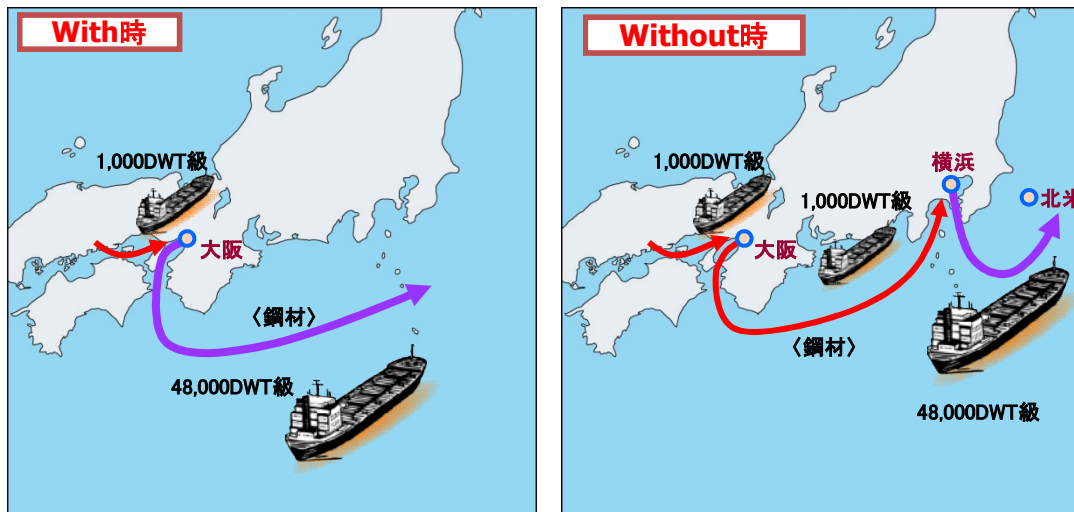 With時
1,000DWT級
大阪
〈鋼材〉
48,000DWT級
Without時
1,000DWT級
横浜
1,000DWT級
北米
大阪
〈鋼材〉
48,000DWT級